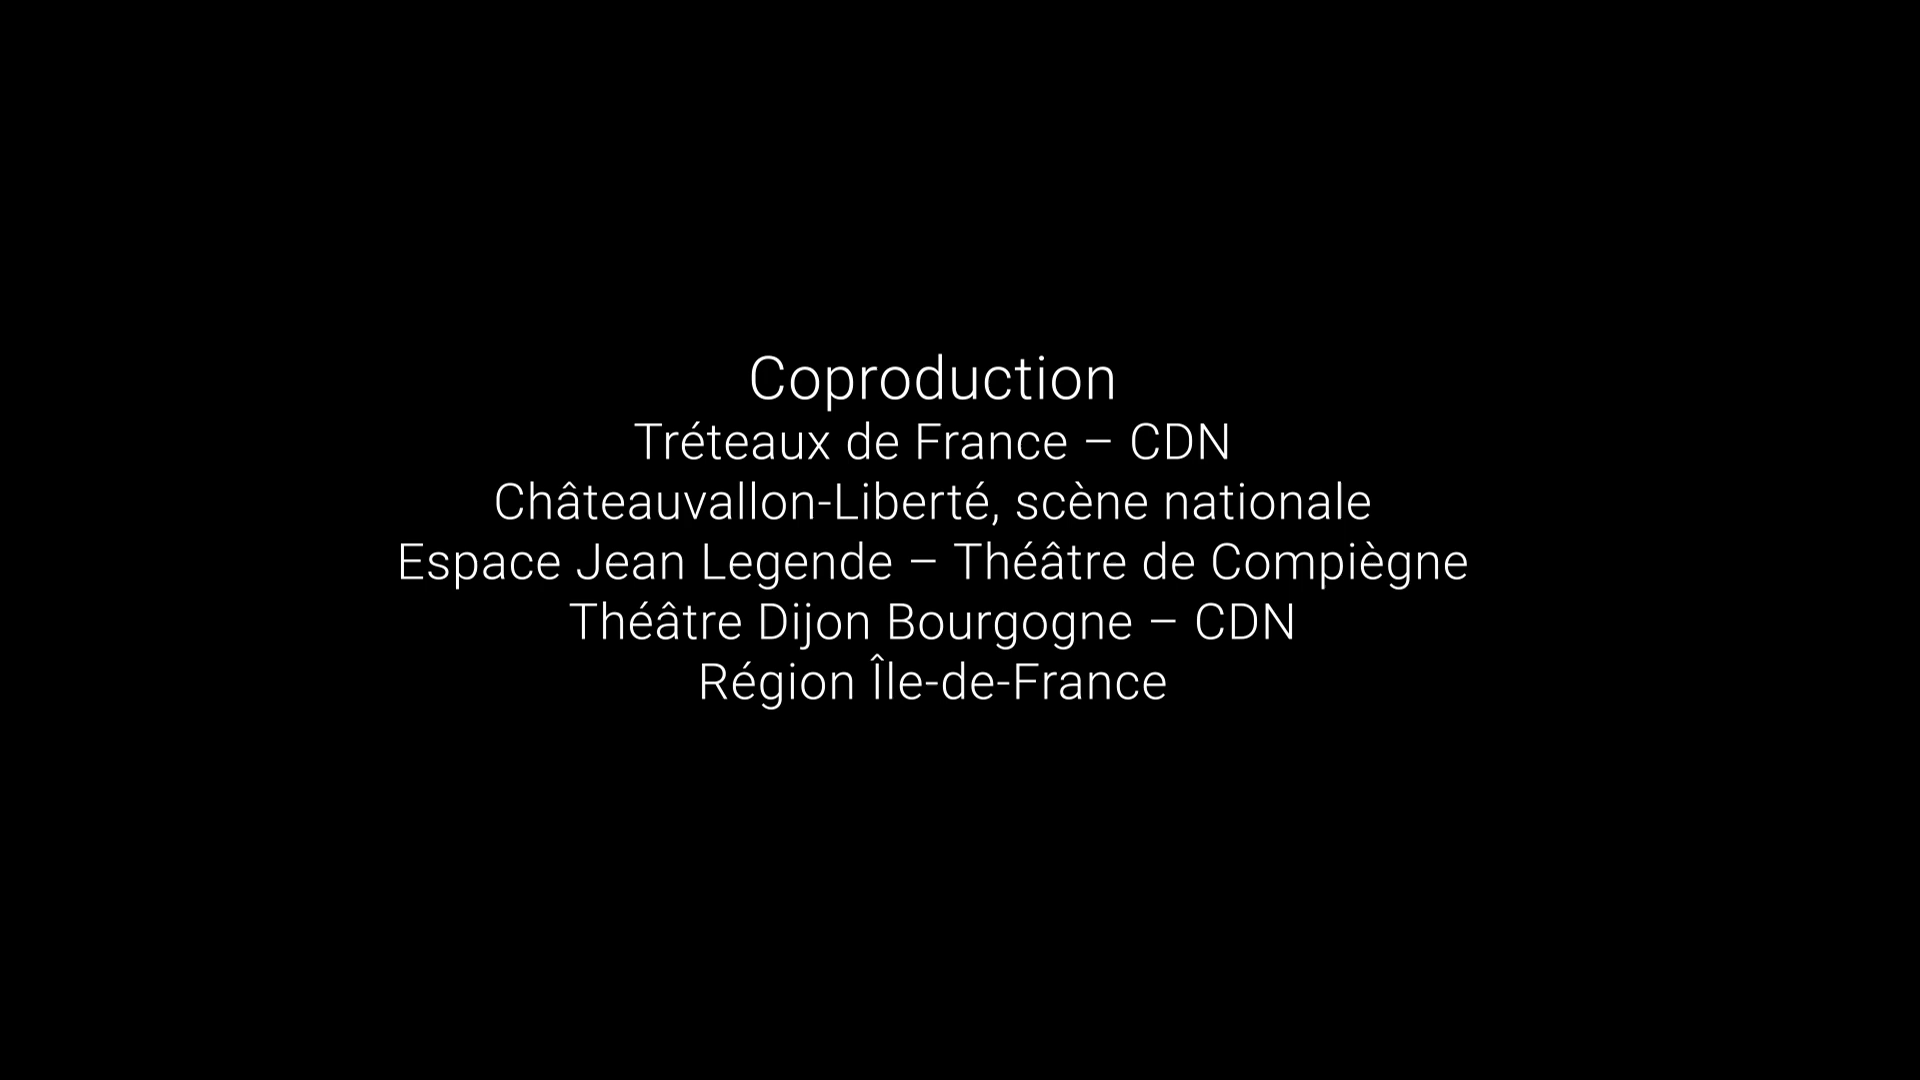 Coproduction
Tréteaux de France – CDN
Châteauvallon-Liberté, scène nationale
Espace Jean Legende – Théâtre de Compiègne
Théâtre Dijon Bourgogne – CDN
Région Île-de-France